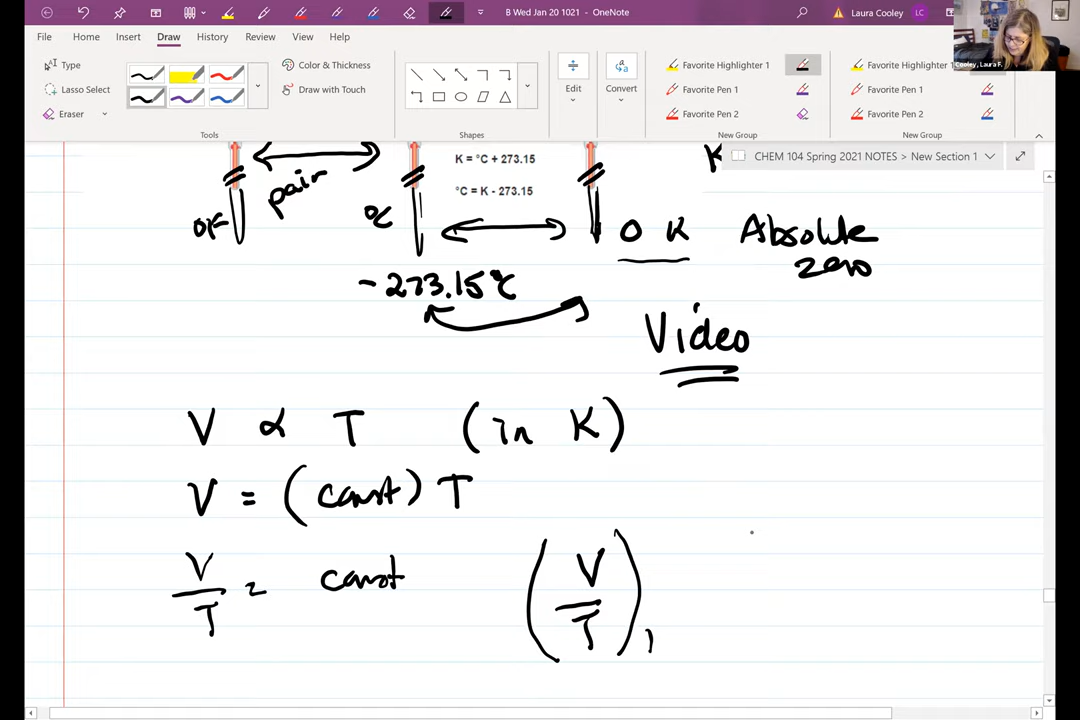 B Wed Jan 20 1021 - OneNote
Laura Cooley
LC
Cooley, Laura F.
File Home Insert Draw History Review View Help
Type
Lasso Select
Eraser
Color & Thickness
Draw with Touch
Edit
Convert
Favorite Highlighter 1
Favorite Pen 1
Favorite Pen 2
Favorite Highlighter 1
Favorite Pen 1
Favorite Pen 2
Tools
Shapes
New Group
New Group
CHEM 104 Spring 2021 NOTES > New Section 1
K
K = °C + 273.15
°C = K - 273.15
pair
°F
°C
0 K
Absolute
zero
-273.15°C
Video
V ∝ T (in K)
V = (const) T
V/T = const (V/T)1